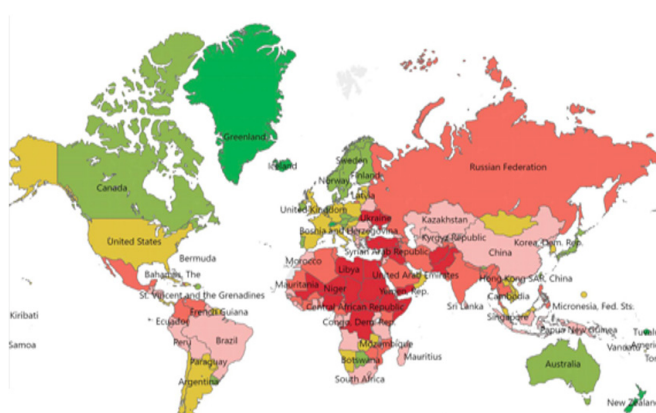 Greenland
Iceland
Sweden
Finland
Norway
Russian Federation
Canada
Latvia
United Kingdom
Ukraine
Kazakhstan
Bosnia and Herzegovina
United States
Kyrgyz Republic
Korea, Dem. Rep.
Syrian Arab Republic
China
Bermuda
Morocco
Libya
United Arab Emirates
Bahamas, The
Hong Kong SAR, China
Mauritania
Niger
Yemen, Rep.
St. Vincent and the Grenadines
Cambodia
Central African Republic
Sri Lanka
Micronesia, Fed. Sts.
Kiribati
French Guiana
Ecuador
Congo, Dem. Rep.
Singapore
Papua New Guinea
Samoa
Peru
Brazil
Mozambique
Mauritius
Paraguay
Botswana
Australia
Argentina
South Africa